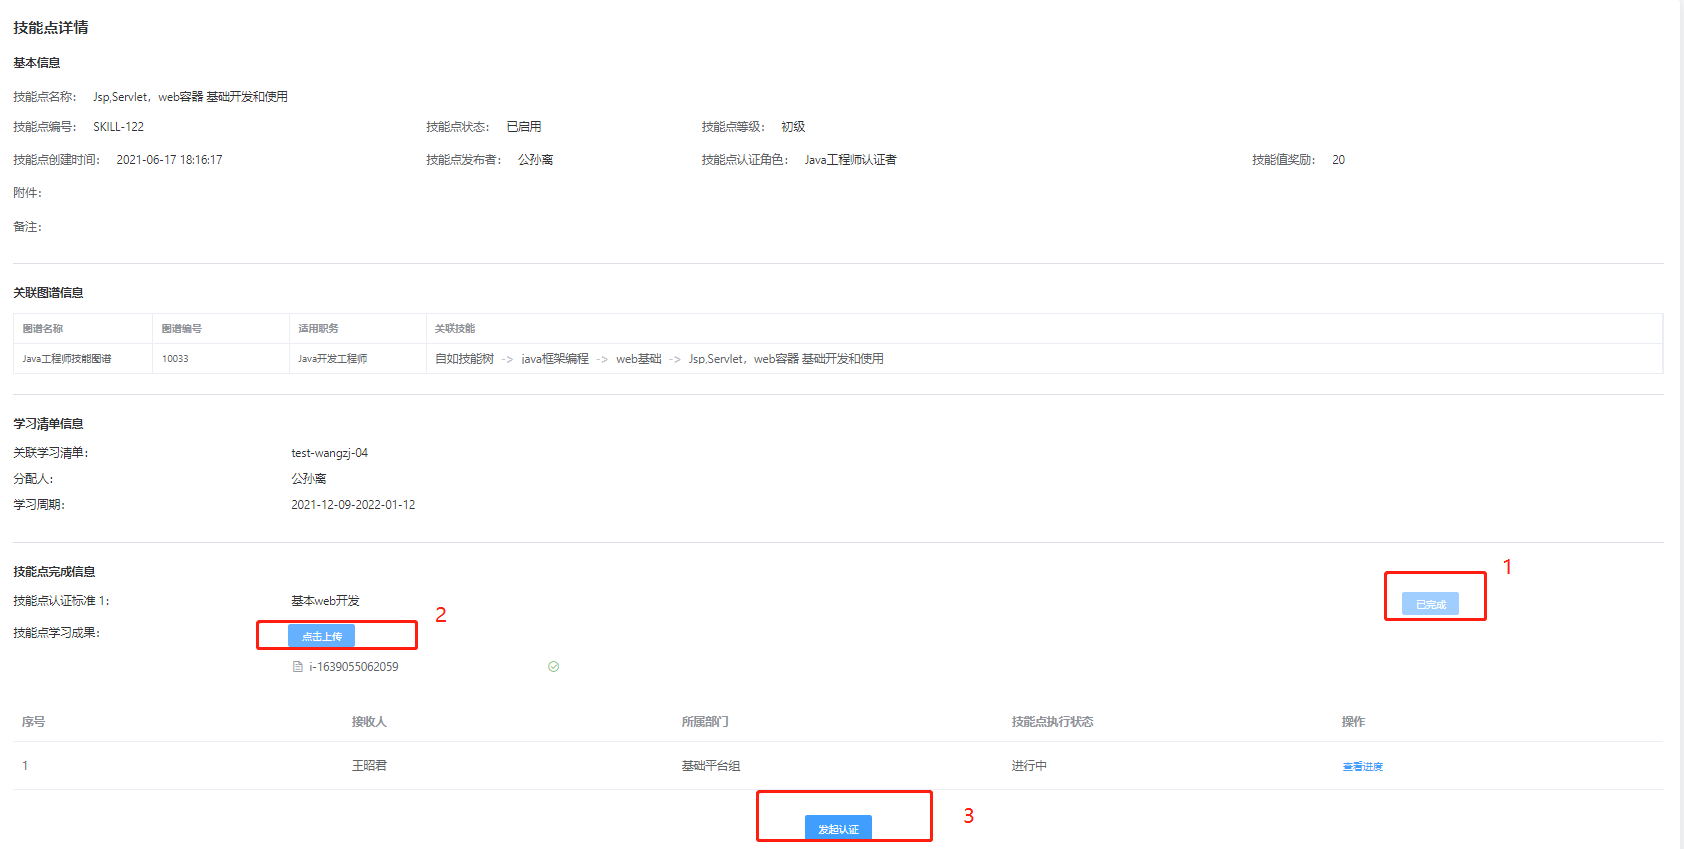 技能点详情
基本信息
技能点名称： Jsp,Servlet，web容器 基础开发和使用
技能点编号： SKILL-122 技能点状态： 已启用 技能点等级： 初级
技能点创建时间： 2021-06-17 18:16:17 技能点发布者： 公孙离 技能点认证角色： Java工程师认证者 技能值奖励： 20
附件：
备注：
关联图谱信息
图谱名称 图谱编号 适用职务 关联技能
Java工程师技能图谱 10033 Java开发工程师 自如技能树 -> java框架编程 -> web基础 -> Jsp,Servlet，web容器 基础开发和使用
学习清单信息
关联学习清单： test-wangzj-04
分配人： 公孙离
学习周期： 2021-12-09-2022-01-12
技能点完成信息
1
技能点认证标准 1： 基本web开发 已完成
2
技能点学习成果： 点击上传
i-1639055062059
序号 接收人 所属部门 技能点执行状态 操作
1 王昭君 基础平台组 进行中 查看进度
发起认证 3